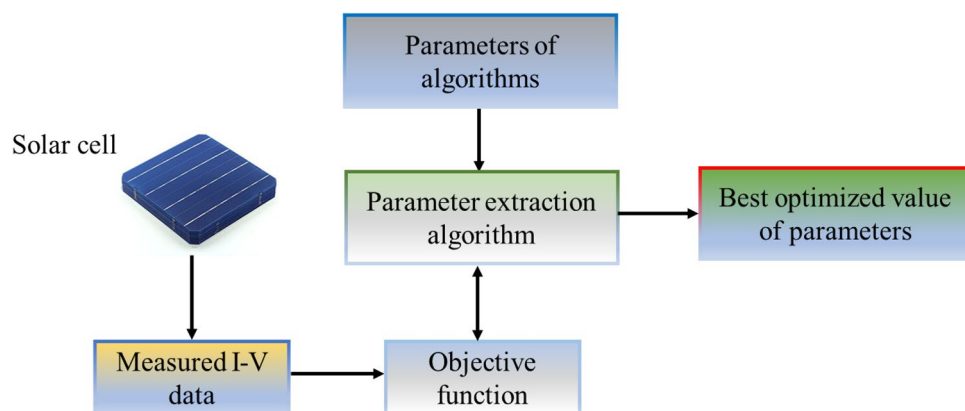 Parameters of
algorithms
Solar cell
Parameter extraction
algorithm
Best optimized value
of parameters
Measured I-V
data
Objective
function